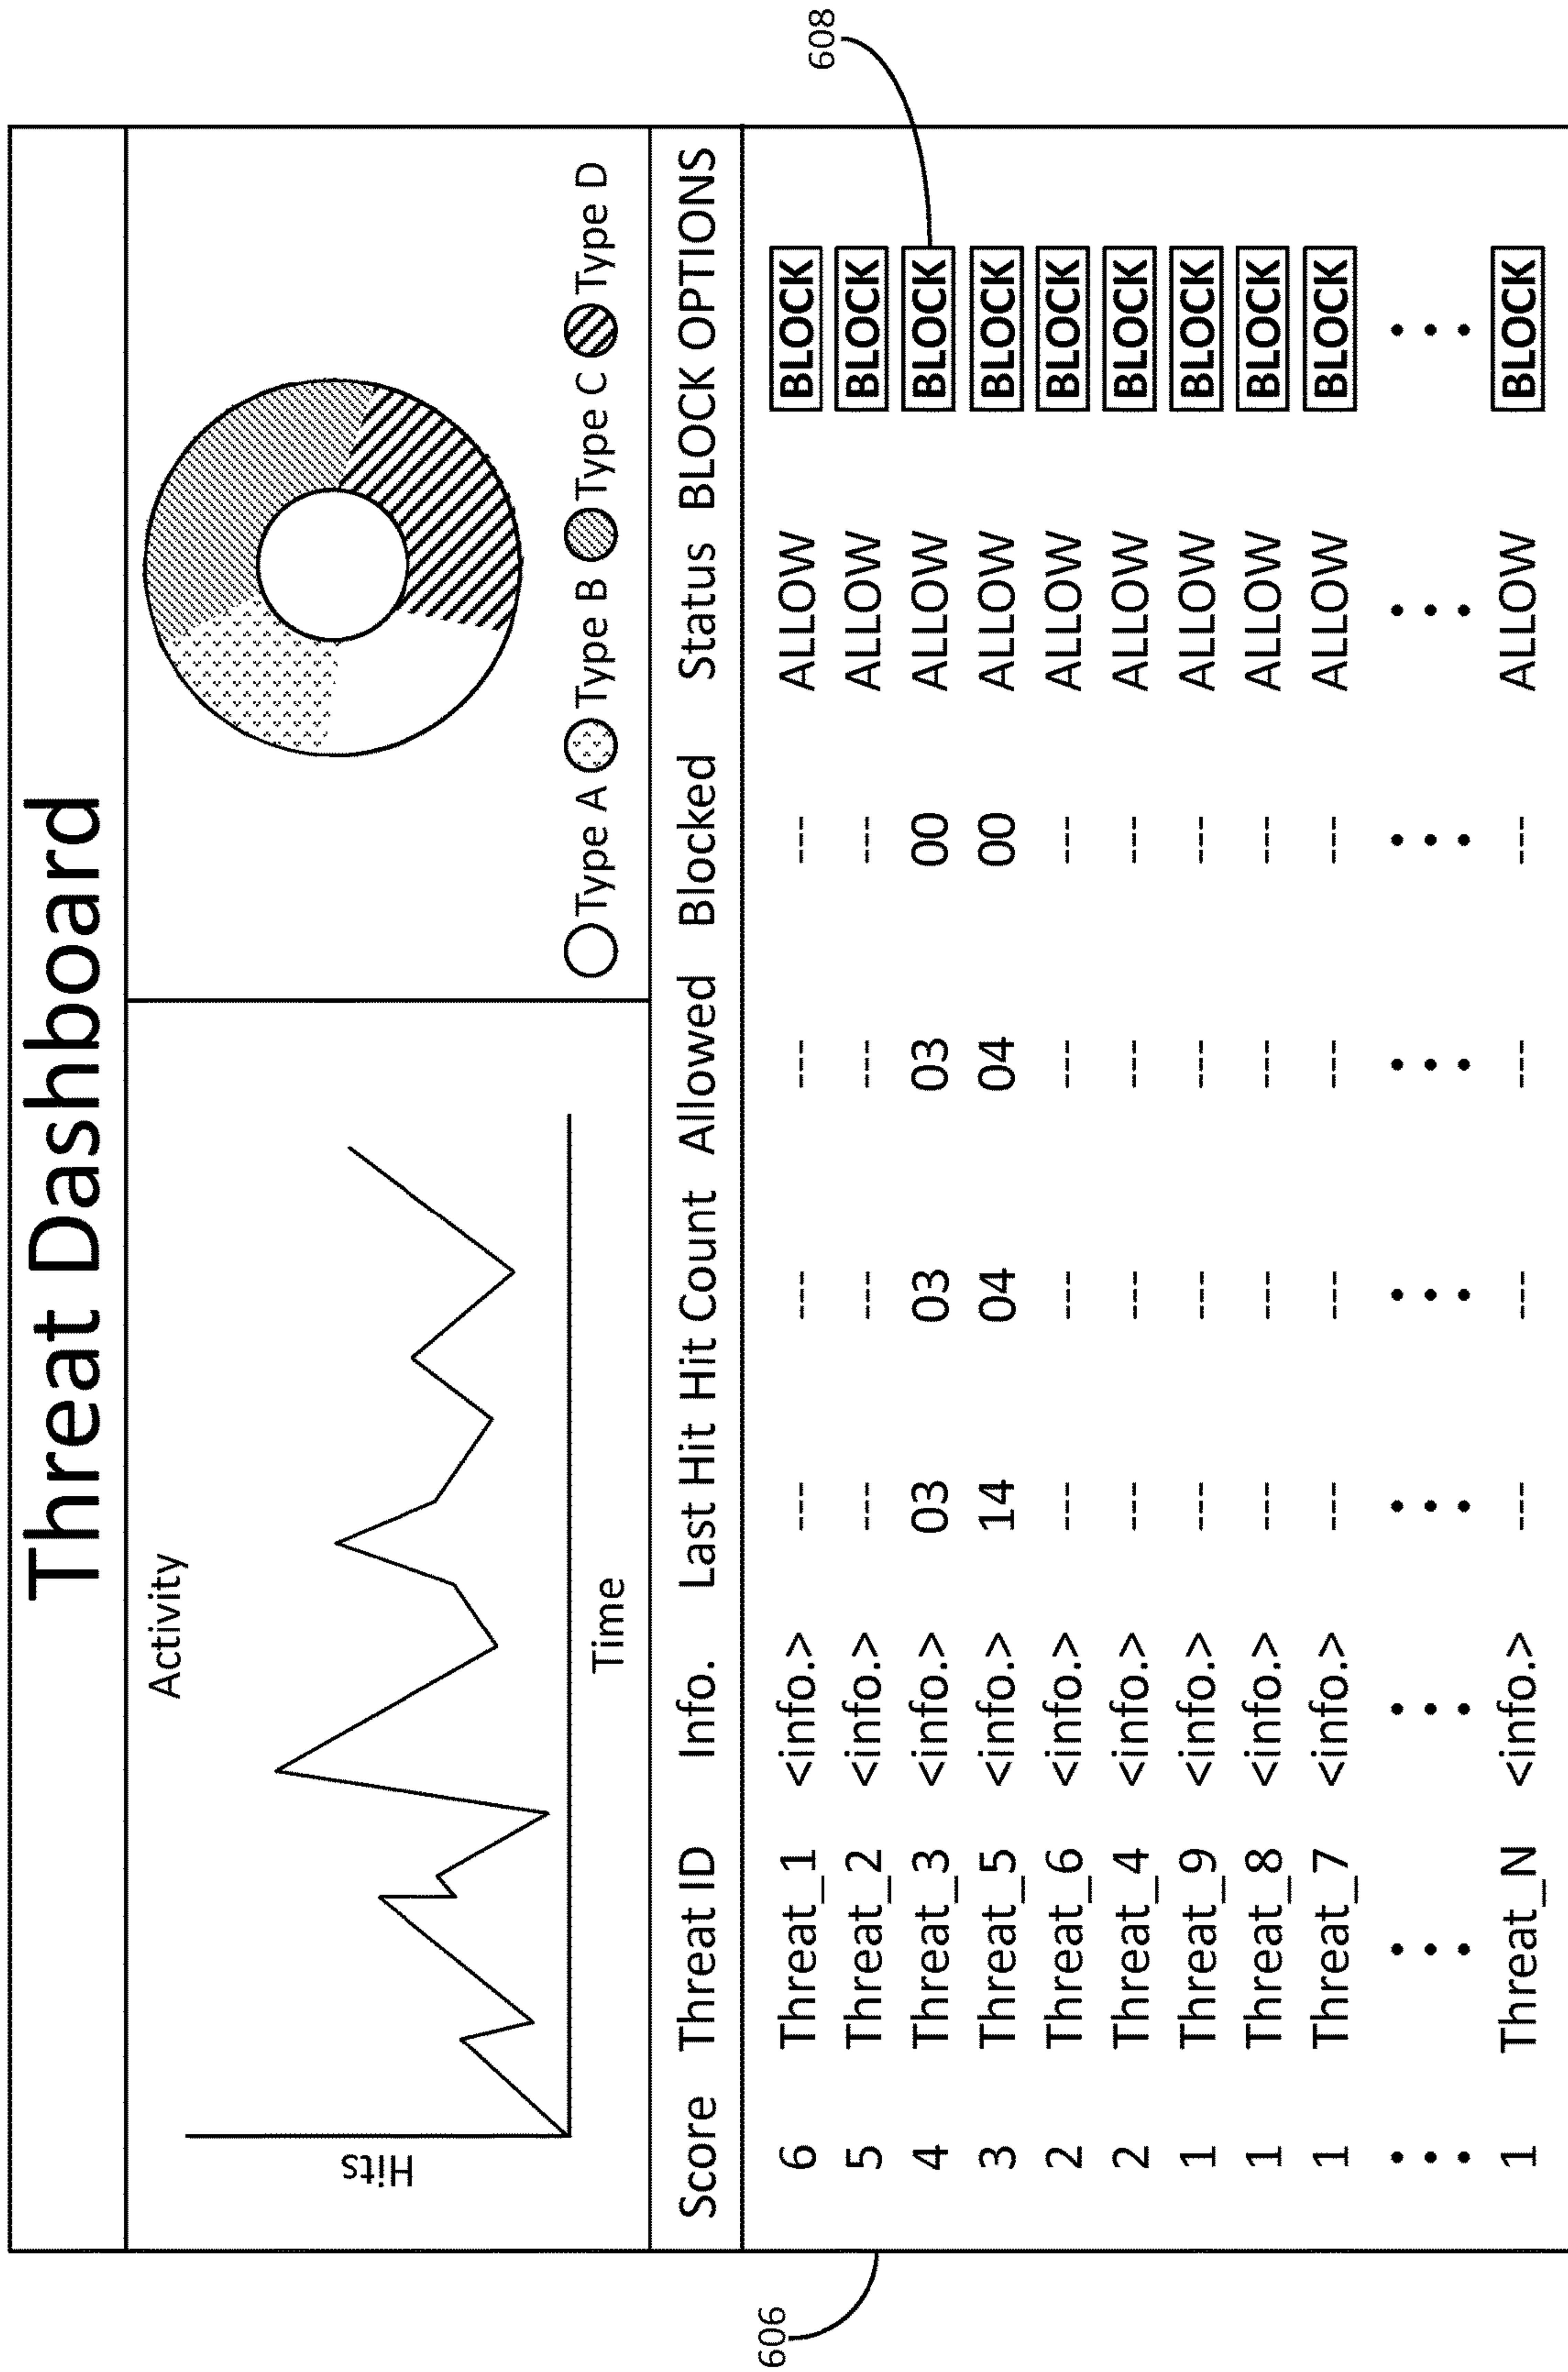 Threat Dashboard
Activity
Hits
Time
Type A Type B Type C Type D
Score Threat ID Info. Last Hit Hit Count Allowed Blocked Status BLOCK OPTIONS
6 Threat_1 <info.> --- --- --- --- ALLOW BLOCK
5 Threat_2 <info.> --- --- --- --- ALLOW BLOCK
4 Threat_3 <info.> 03 03 03 00 ALLOW BLOCK
3 Threat_5 <info.> 14 04 04 00 ALLOW BLOCK
2 Threat_6 <info.> --- --- --- --- ALLOW BLOCK
2 Threat_4 <info.> --- --- --- --- ALLOW BLOCK
1 Threat_9 <info.> --- --- --- --- ALLOW BLOCK
1 Threat_8 <info.> --- --- --- --- ALLOW BLOCK
1 Threat_7 <info.> --- --- --- --- ALLOW BLOCK
1 Threat_N <info.> --- --- --- --- ALLOW BLOCK
606
608